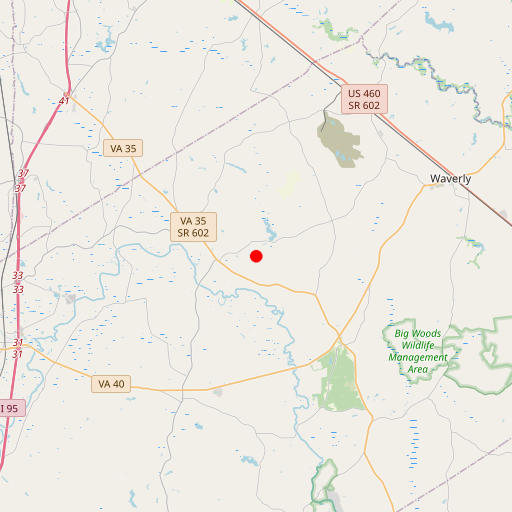 US 460
SR 602
41
VA 35
37
37
Waverly
VA 35
SR 602
33
33
31
31
Big Woods
Wildlife
Management
Area
VA 40
I 95